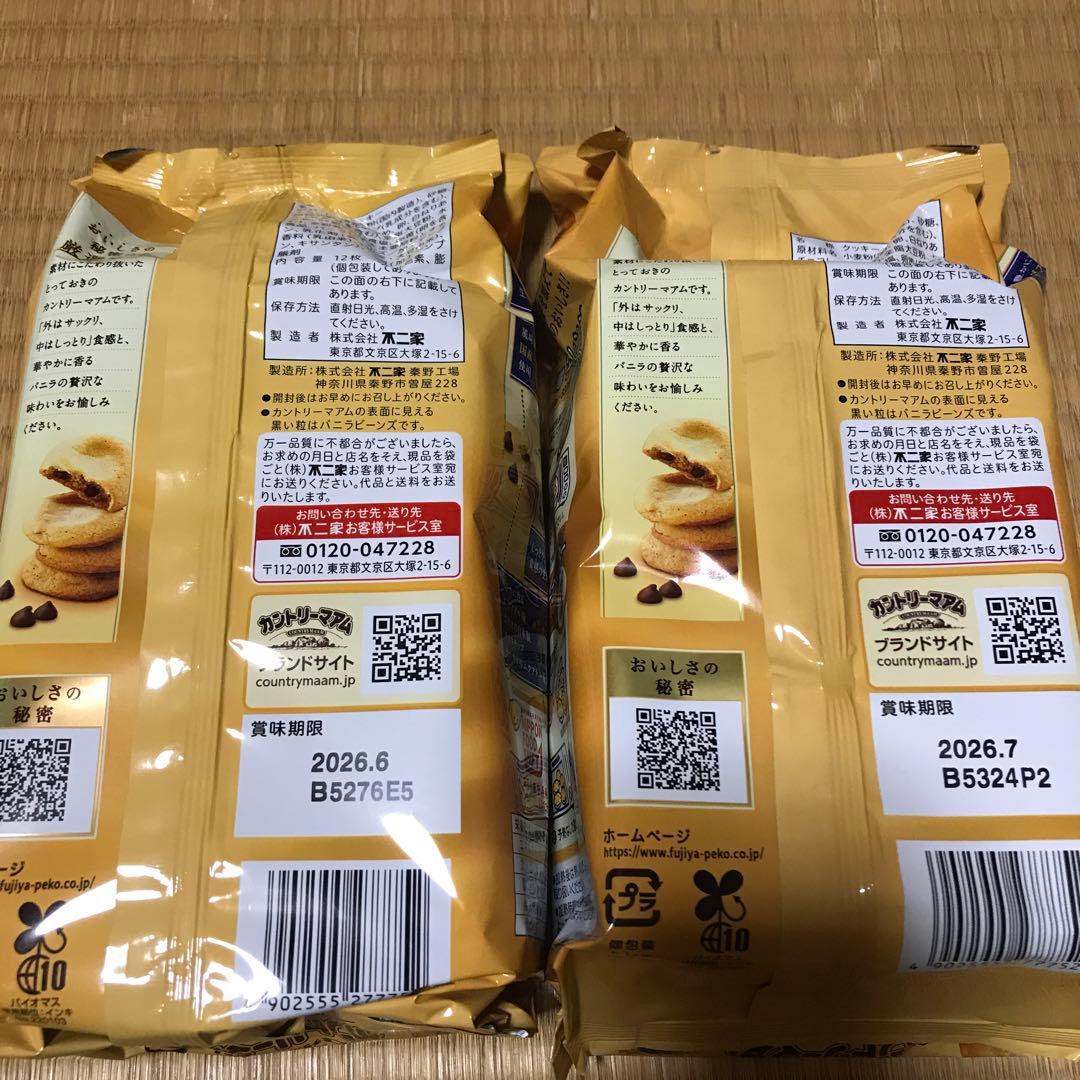 おいしさの
素材にこだわり抜いた
とっておきの
カントリーマアムです。
「外はサックリ、
中はしっとり」食感と、
華やかに香る
バニラの贅沢な
味わいをお愉しみ
ください。
内容量 12枚
(個包装してあります)
賞味期限 この面の右下に記載して
あります。
保存方法 直射日光、高温、多湿をさけ
てください。
製造者 株式会社 不二家
東京都文京区大塚2-15-6
製造所：株式会社 不二家 秦野工場
神奈川県秦野市曽屋228
●開封後はお早めにお召し上がりください。
●カントリーマアムの表面に見える
黒い粒はバニラビーンズです。
万一品質に不都合がございましたら、
お求めの月日と店名をそえ、現品を袋
ごと(株)不二家お客様サービス室宛
にお送りください。代品と送料をお送
りいたします。
お問い合わせ先・送り先
(株)不二家お客様サービス室
0120-047228
〒112-0012 東京都文京区大塚2-15-6
カントリーマアム
COUNTRY MAAM
ブランドサイト
countrymaam.jp
おいしさの
秘密
賞味期限
2026.6
B5276E5
ージ
fujiya-peko.co.jp/
10
バイオマス
4 902555 2777
名称 クッキー
原材料名 小麦粉
とっておきの
カントリーマアムです。
「外はサックリ、
中はしっとり」食感と、
華やかに香る
バニラの贅沢な
味わいをお愉しみ
ください。
賞味期限 この面の右下に記載して
あります。
保存方法 直射日光、高温、多湿をさけ
てください。
製造者 株式会社 不二家
東京都文京区大塚2-15-6
製造所：株式会社 不二家 秦野工場
神奈川県秦野市曽屋228
●開封後はお早めにお召し上がりください。
●カントリーマアムの表面に見える
黒い粒はバニラビーンズです。
万一品質に不都合がございましたら、
お求めの月日と店名をそえ、現品を袋
ごと(株)不二家お客様サービス室宛
にお送りください。代品と送料をお送
りいたします。
お問い合わせ先・送り先
(株)不二家お客様サービス室
0120-047228
〒112-0012 東京都文京区大塚2-15-6
カントリーマアム
COUNTRY MAAM
ブランドサイト
countrymaam.jp
おいしさの
秘密
賞味期限
2026.7
B5324P2
ホームページ
https://www.fujiya-peko.co.jp/
プラ
個包装
10
バイオマス